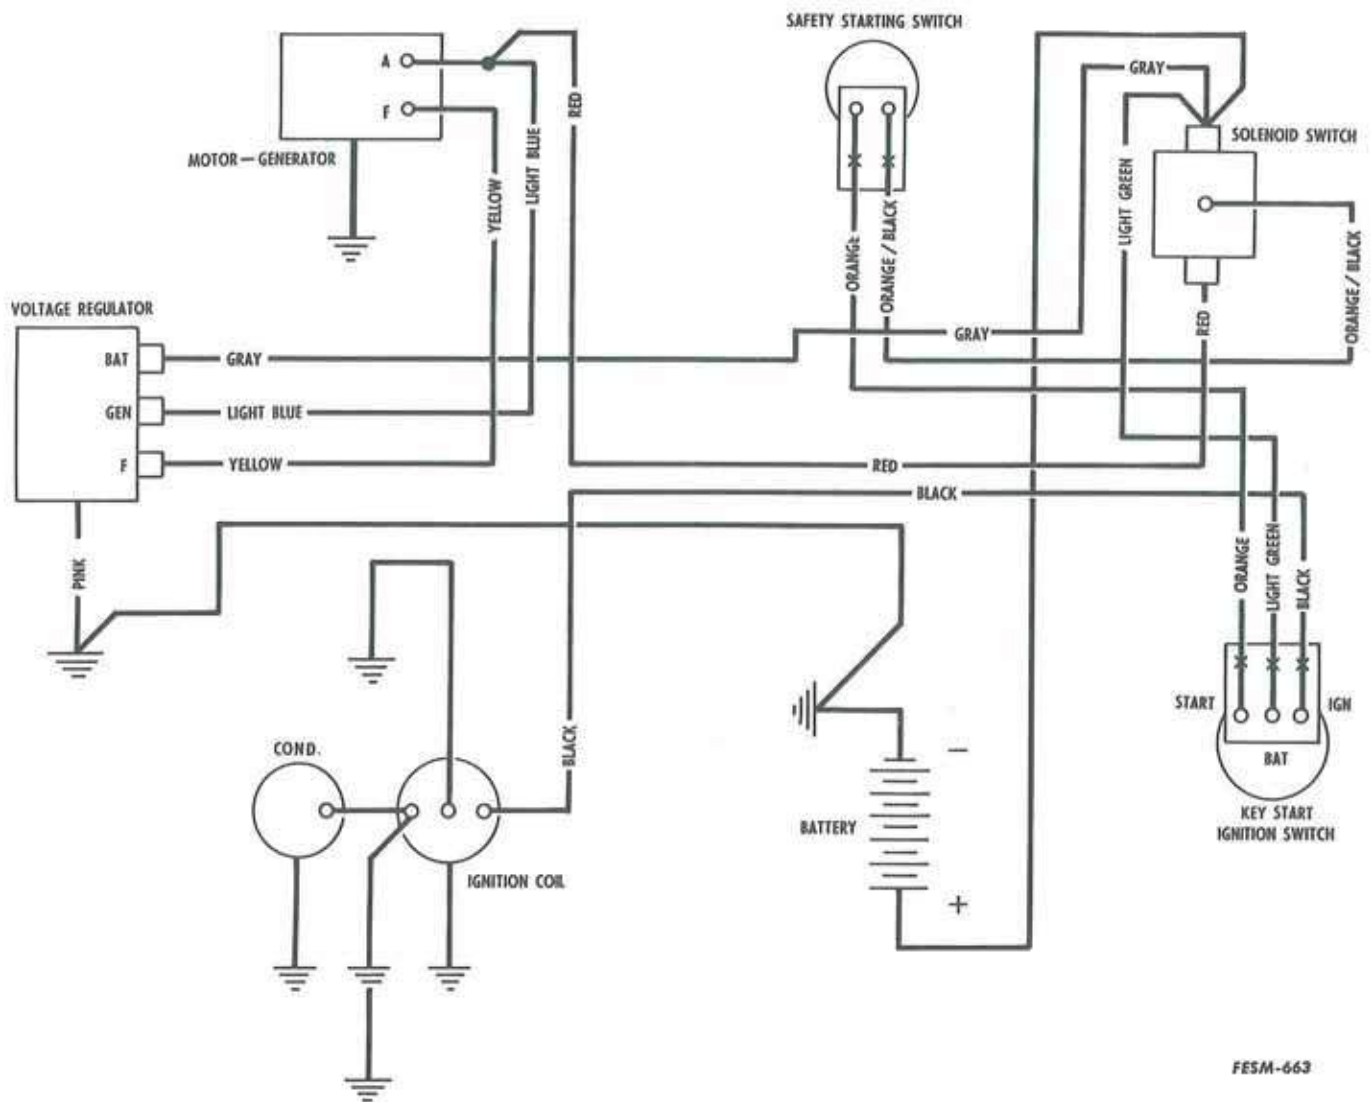 SAFETY STARTING SWITCH
A
F
MOTOR—GENERATOR
RED
LIGHT BLUE
YELLOW
GRAY
SOLENOID SWITCH
LIGHT GREEN
ORANGE
ORANGE / BLACK
RED
ORANGE / BLACK
VOLTAGE REGULATOR
BAT
GRAY
GRAY
GEN
LIGHT BLUE
F
YELLOW
RED
BLACK
PINK
ORANGE
LIGHT GREEN
BLACK
START
IGN
BAT
KEY START
IGNITION SWITCH
COND.
BLACK
IGNITION COIL
BATTERY
−
+
FESM-663